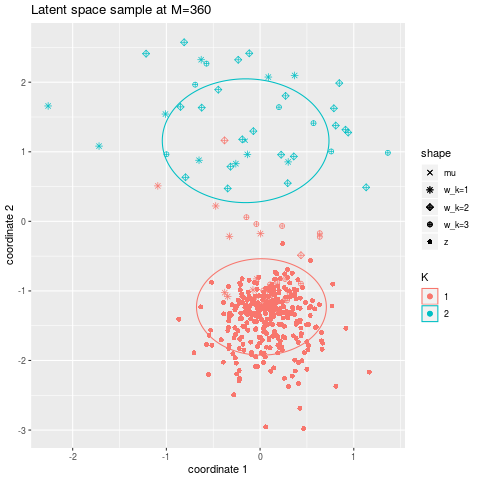 Latent space sample at M=360
coordinate 2
2
1
0
-1
-2
-3
-2
-1
0
1
coordinate 1
shape
mu
w_k=1
w_k=2
w_k=3
z
K
1
2